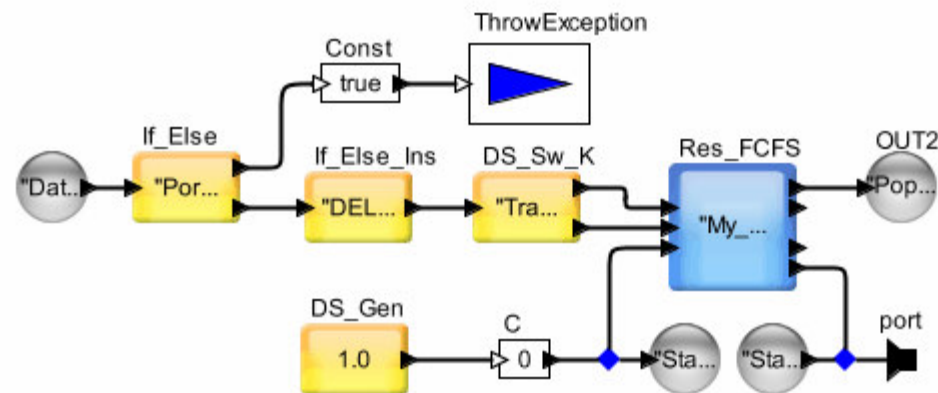 ThrowException
Const
true
If_Else
If_Else_Ins
DS_Sw_K
Res_FCFS
OUT2
"Dat..
"Por...
"DEL...
"Tra...
"My_...
"Pop..
DS_Gen
C
port
1.0
0
"Sta..
"Sta..